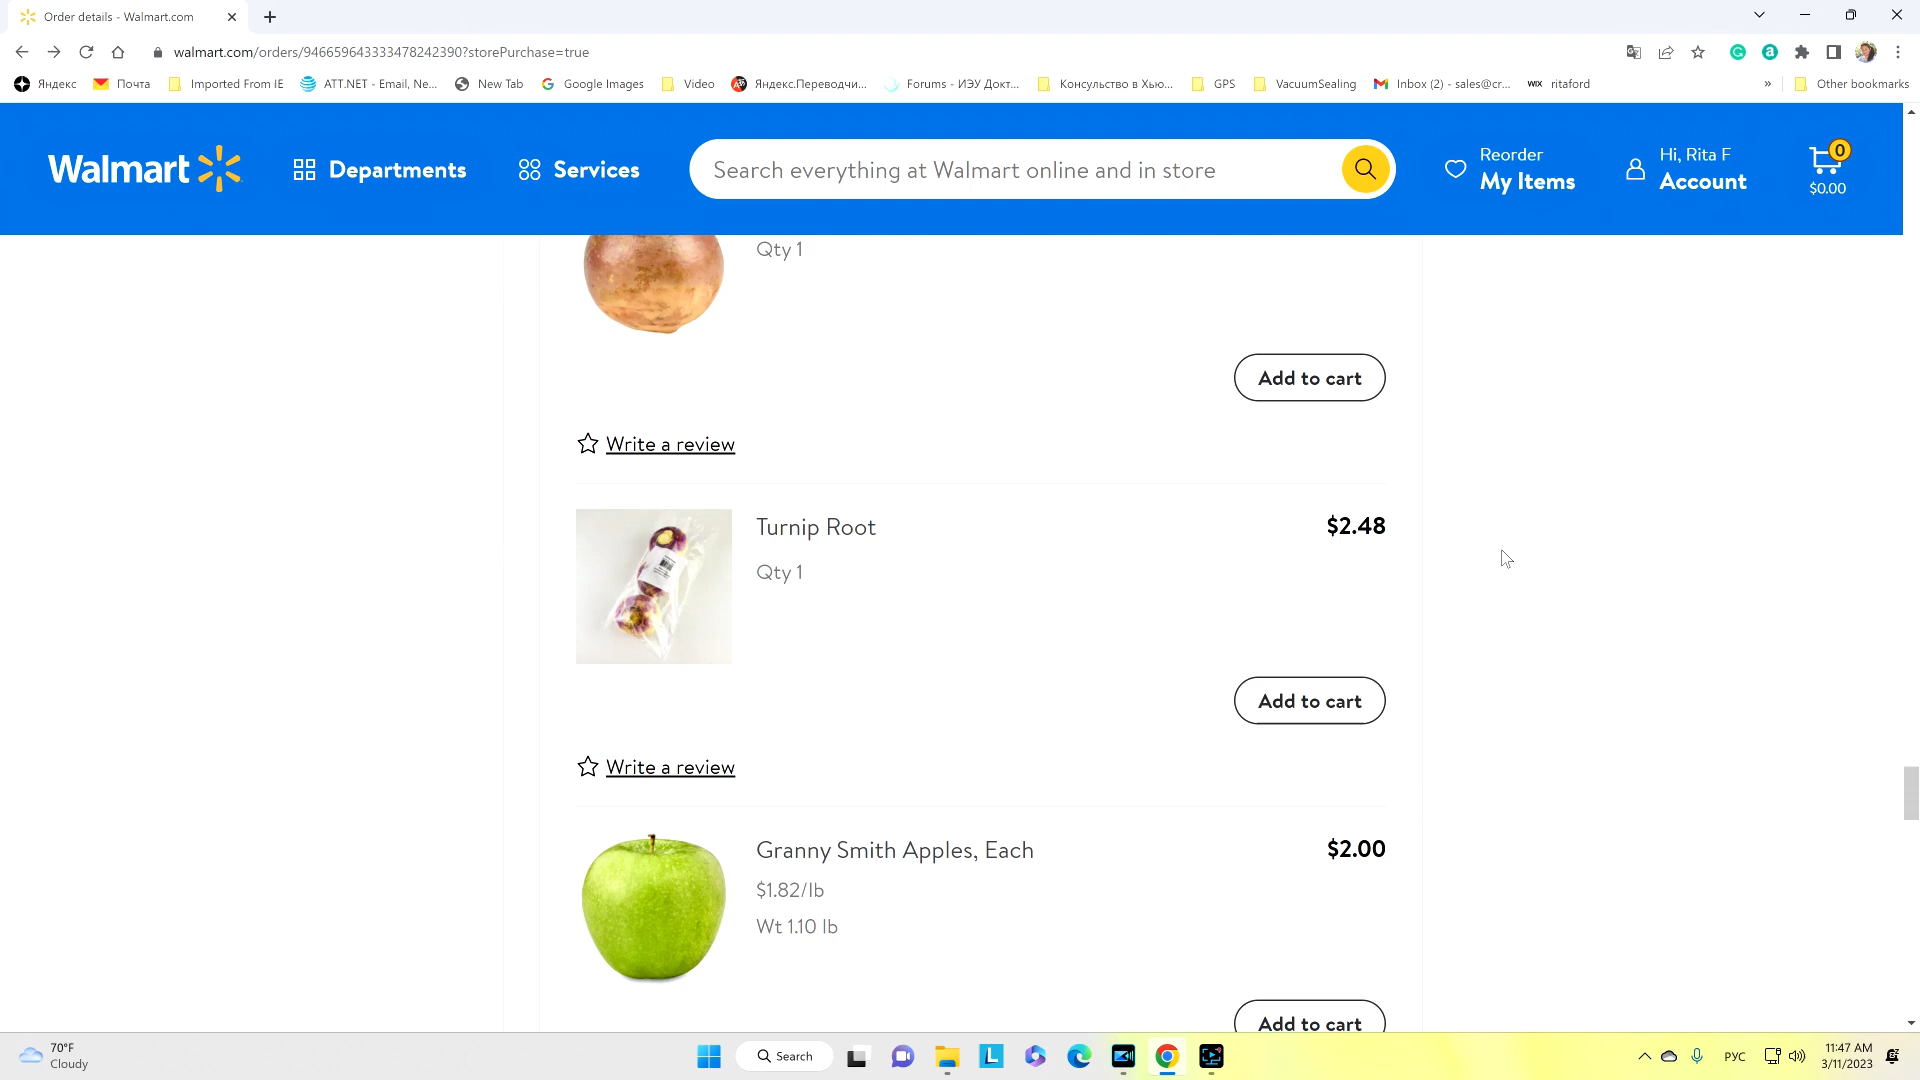 Order details - Walmart.com
walmart.com/orders/946659643333478242390?storePurchase=true
Яндекс Почта Imported From IE ATT.NET - Email, Ne... New Tab Google Images Video Яндекс.Переводчи... Forums - ИЭУ Докт... Консульство в Хью... GPS VacuumSealing Inbox (2) - sales@cr... WIX ritaford » Other bookmarks
Walmart Departments Services Search everything at Walmart online and in store
Reorder
My Items
Hi, Rita F
Account
0
$0.00
Qty 1
Add to cart
Write a review
Turnip Root $2.48
Qty 1
Add to cart
Write a review
Granny Smith Apples, Each $2.00
$1.82/lb
Wt 1.10 lb
Add to cart
70°F
Cloudy
Search
L
РУС
11:47 AM
3/11/2023